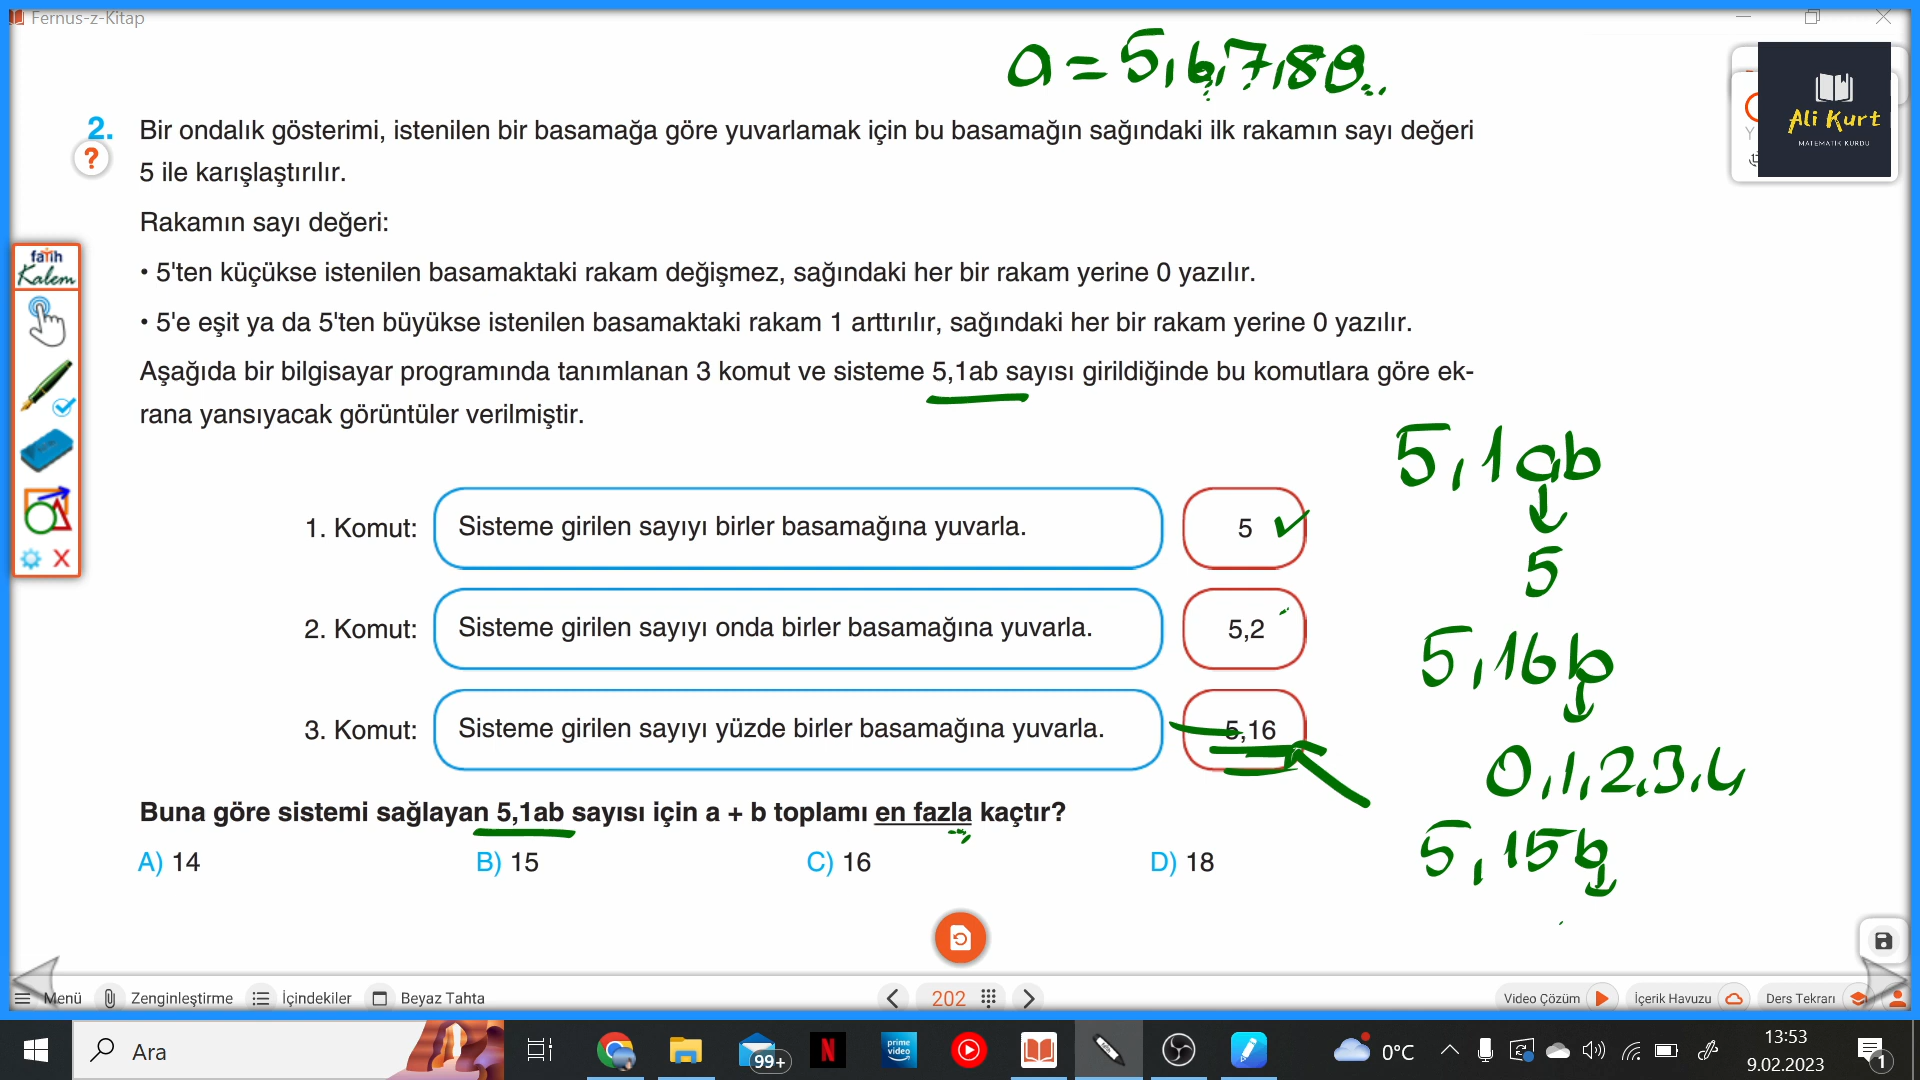 Fernus-z-Kitap
a = 5,6,7,8,9
Ali Kurt
MATEMATİK KURDU
2. Bir ondalık gösterimi, istenilen bir basamağa göre yuvarlamak için bu basamağın sağındaki ilk rakamın sayı değeri
?
5 ile karışlaştırılır.
Rakamın sayı değeri:
fatih
Kalem
• 5'ten küçükse istenilen basamaktaki rakam değişmez, sağındaki her bir rakam yerine 0 yazılır.
• 5'e eşit ya da 5'ten büyükse istenilen basamaktaki rakam 1 arttırılır, sağındaki her bir rakam yerine 0 yazılır.
Aşağıda bir bilgisayar programında tanımlanan 3 komut ve sisteme 5,1ab sayısı girildiğinde bu komutlara göre ek-
rana yansıyacak görüntüler verilmiştir.
5,1ab
5
1. Komut: Sisteme girilen sayıyı birler basamağına yuvarla. 5
2. Komut: Sisteme girilen sayıyı onda birler basamağına yuvarla. 5,2
5,16b
3. Komut: Sisteme girilen sayıyı yüzde birler basamağına yuvarla. 5,16
0,1,2,3,4
Buna göre sistemi sağlayan 5,1ab sayısı için a + b toplamı en fazla kaçtır?
5,15b
A) 14 B) 15 C) 16 D) 18
Menü Zenginleştirme İçindekiler Beyaz Tahta 202 Video Çözüm İçerik Havuzu Ders Tekrarı
Ara 99+ N prime video 0°C 13:53
9.02.2023 1